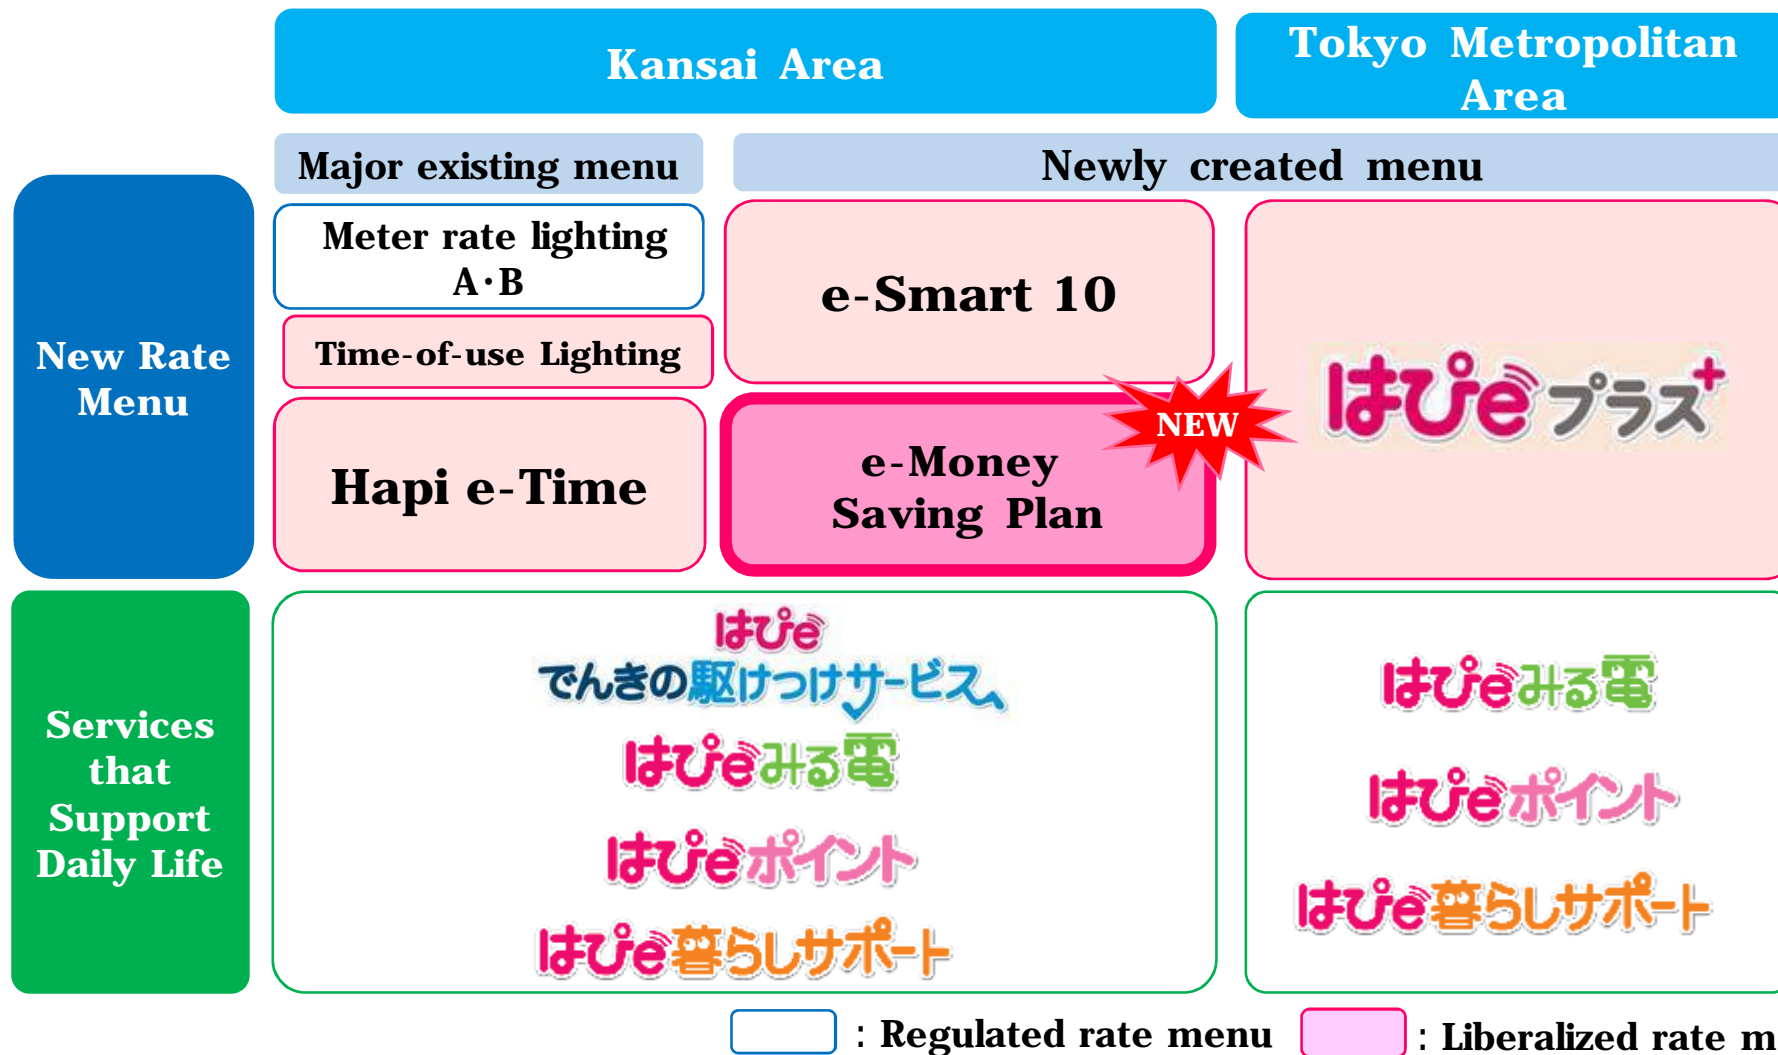 Kansai Area
Tokyo Metropolitan
Area
Major existing menu
Newly created menu
New Rate
Menu
Meter rate lighting
A・B
Time-of-use Lighting
Hapi e-Time
e-Smart 10
NEW
e-Money
Saving Plan
はぴeプラス+
Services
that
Support
Daily Life
はぴe
でんきの駆けつけサービス
はぴeみる電
はぴeポイント
はぴe暮らしサポート
はぴeみる電
はぴeポイント
はぴe暮らしサポート
: Regulated rate menu
: Liberalized rate m